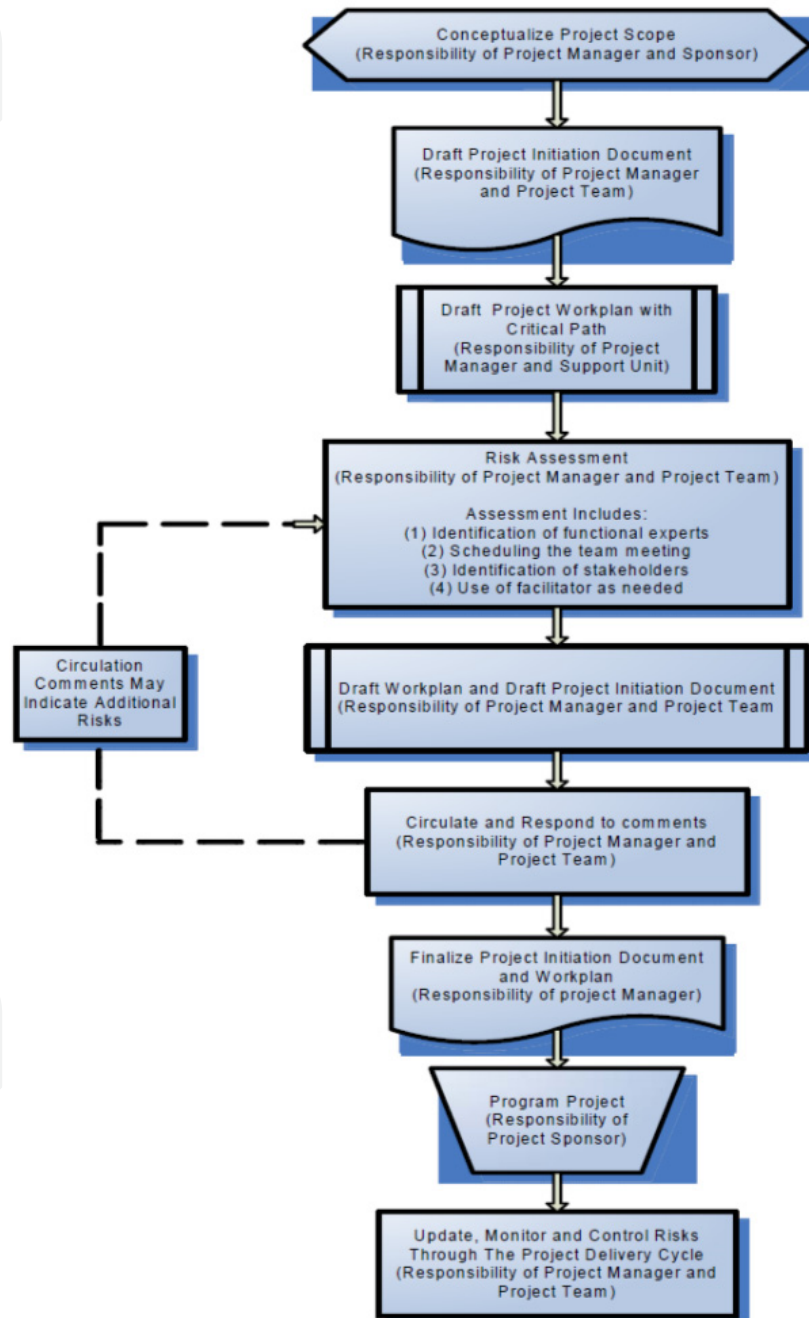 Conceptualize Project Scope
(Responsibility of Project Manager and Sponsor)
Draft Project Initiation Document
(Responsibility of Project Manager
and Project Team)
Draft Project Workplan with
Critical Path
(Responsibility of Project
Manager and Support Unit)
Risk Assessment
(Responsibility of Project Manager and Project Team)
Assessment Includes:
(1) Identification of functional experts
(2) Scheduling the team meeting
(3) Identification of stakeholders
(4) Use of facilitator as needed
Circulation
Comments May
Indicate Additional
Risks
Draft Workplan and Draft Project Initiation Document
(Responsibility of Project Manager and Project Team
Circulate and Respond to comments
(Responsibility of Project Manager and
Project Team)
Finalize Project Initiation Document
and Workplan
(Responsibility of project Manager)
Program Project
(Responsibility of
Project Sponsor)
Update, Monitor and Control Risks
Through The Project Delivery Cycle
(Responsibility of Project Manager and
Project Team)